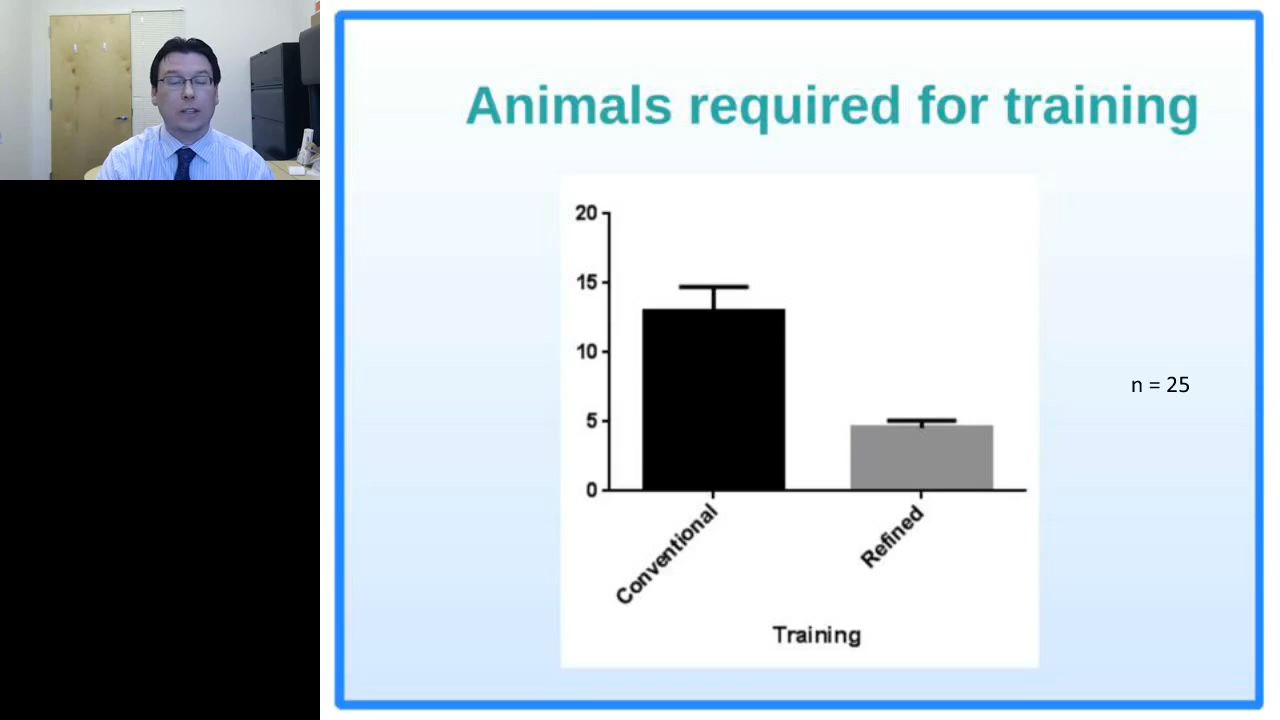 Animals required for training
20
15
10
5
0
Conventional
Refined
Training
n = 25